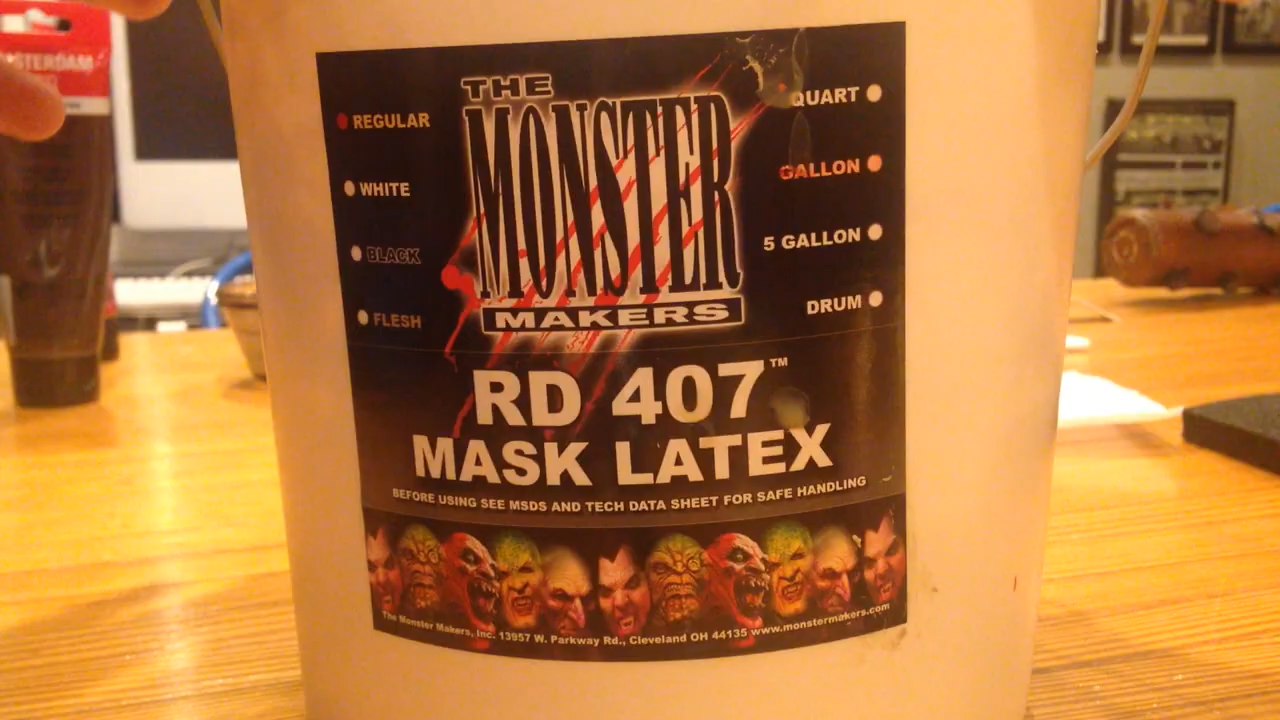 MSTERDAM
THE
MONSTER
MAKERS
REGULAR
WHITE
BLACK
FLESH
QUART
GALLON
5 GALLON
DRUM
RD 407™
MASK LATEX
BEFORE USING SEE MSDS AND TECH DATA SHEET FOR SAFE HANDLING
The Monster Makers, Inc. 13957 W. Parkway Rd., Cleveland OH 44135 www.monstermakers.com